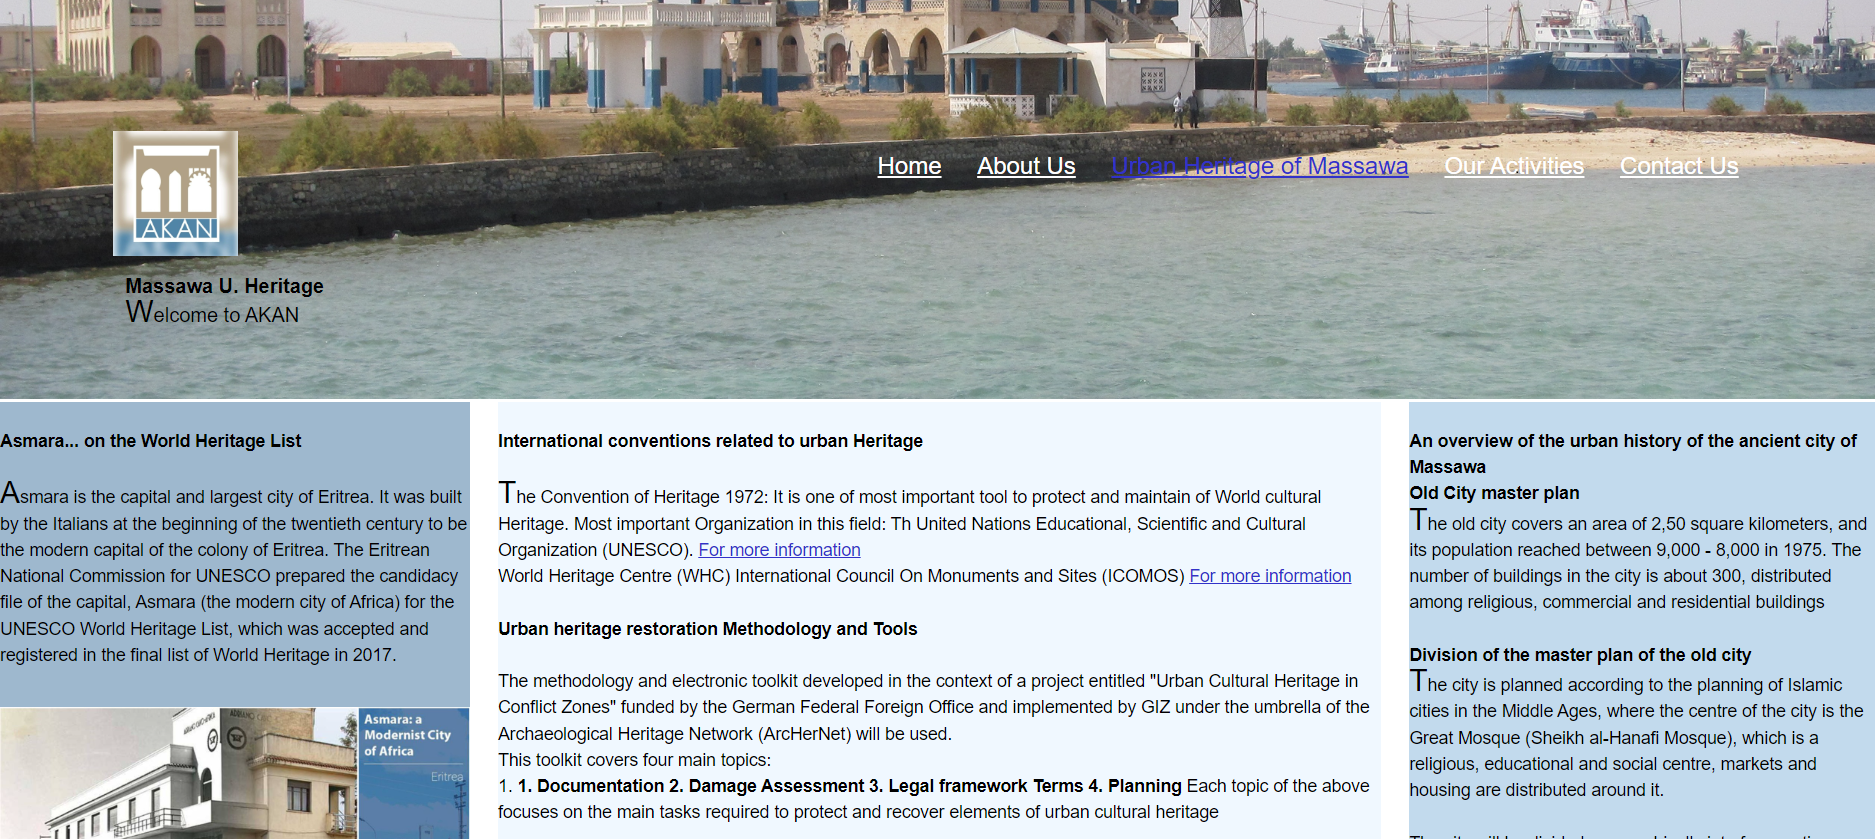 Home About Us Urban Heritage of Massawa Our Activities Contact Us
AKAN
Massawa U. Heritage
Welcome to AKAN
Asmara... on the World Heritage List
Asmara is the capital and largest city of Eritrea. It was built
by the Italians at the beginning of the twentieth century to be
the modern capital of the colony of Eritrea. The Eritrean
National Commission for UNESCO prepared the candidacy
file of the capital, Asmara (the modern city of Africa) for the
UNESCO World Heritage List, which was accepted and
registered in the final list of World Heritage in 2017.
Asmara: a
Modernist City
of Africa
Eritrea
International conventions related to urban Heritage
The Convention of Heritage 1972: It is one of most important tool to protect and maintain of World cultural
Heritage. Most important Organization in this field: Th United Nations Educational, Scientific and Cultural
Organization (UNESCO). For more information
World Heritage Centre (WHC) International Council On Monuments and Sites (ICOMOS) For more information
Urban heritage restoration Methodology and Tools
The methodology and electronic toolkit developed in the context of a project entitled "Urban Cultural Heritage in
Conflict Zones" funded by the German Federal Foreign Office and implemented by GIZ under the umbrella of the
Archaeological Heritage Network (ArcHerNet) will be used.
This toolkit covers four main topics:
1. 1. Documentation 2. Damage Assessment 3. Legal framework Terms 4. Planning Each topic of the above
focuses on the main tasks required to protect and recover elements of urban cultural heritage
An overview of the urban history of the ancient city of
Massawa
Old City master plan
The old city covers an area of 2,50 square kilometers, and
its population reached between 9,000 - 8,000 in 1975. The
number of buildings in the city is about 300, distributed
among religious, commercial and residential buildings
Division of the master plan of the old city
The city is planned according to the planning of Islamic
cities in the Middle Ages, where the centre of the city is the
Great Mosque (Sheikh al-Hanafi Mosque), which is a
religious, educational and social centre, markets and
housing are distributed around it.